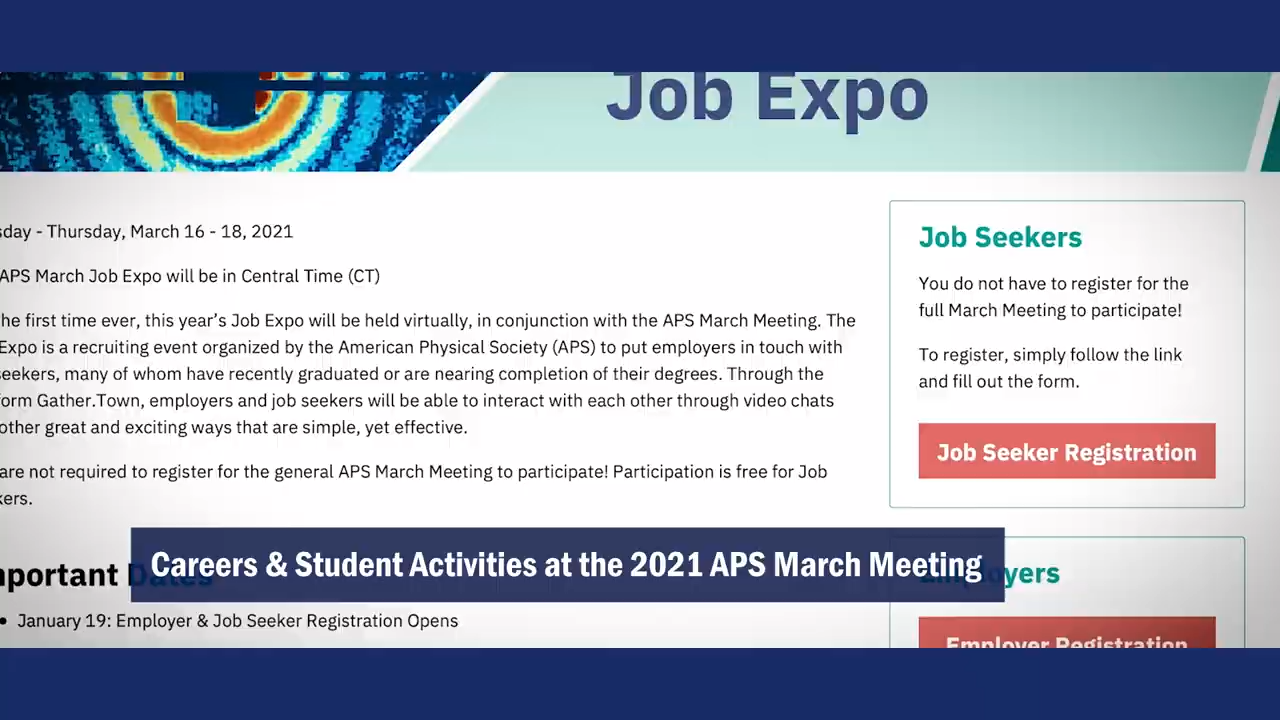 Job Expo
sday - Thursday, March 16 - 18, 2021
APS March Job Expo will be in Central Time (CT)
he first time ever, this year's Job Expo will be held virtually, in conjunction with the APS March Meeting. The
Expo is a recruiting event organized by the American Physical Society (APS) to put employers in touch with
seekers, many of whom have recently graduated or are nearing completion of their degrees. Through the
form Gather.Town, employers and job seekers will be able to interact with each other through video chats
other great and exciting ways that are simple, yet effective.
are not required to register for the general APS March Meeting to participate! Participation is free for Job
kers.
Important Dates
January 19: Employer & Job Seeker Registration Opens
Job Seekers
You do not have to register for the
full March Meeting to participate!
To register, simply follow the link
and fill out the form.
Job Seeker Registration
Employers
Employer Registration
Careers & Student Activities at the 2021 APS March Meeting